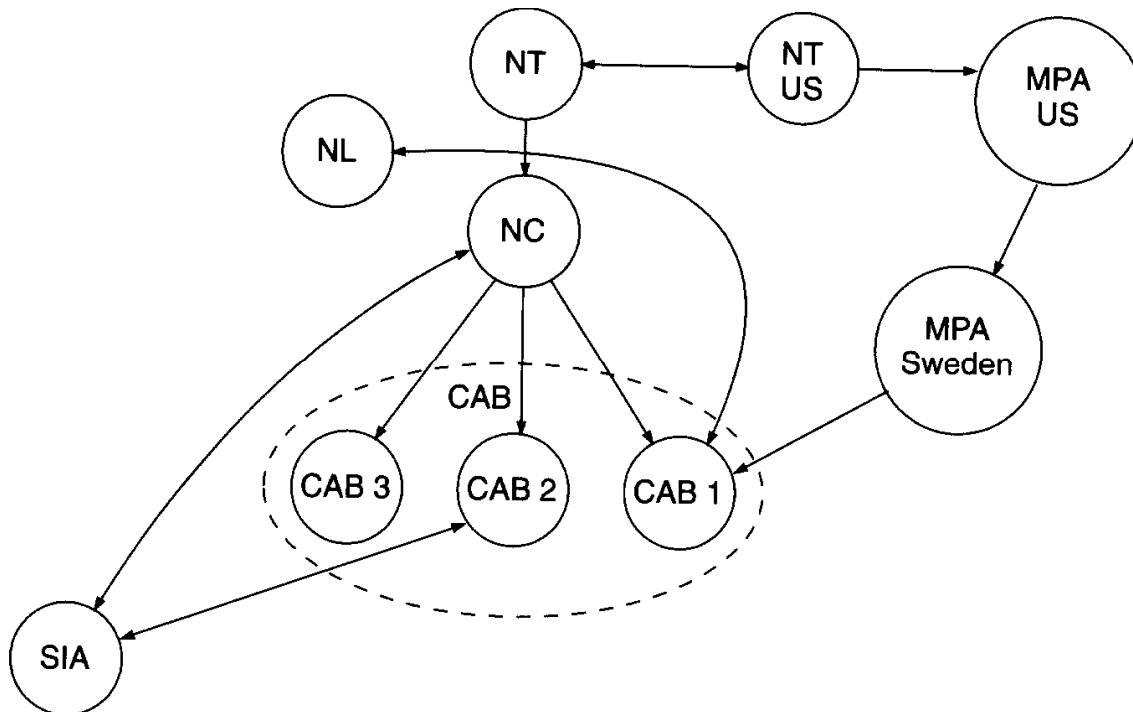 NT
NT
US
MPA
US
NL
NC
MPA
Sweden
CAB
CAB 3
CAB 2
CAB 1
SIA